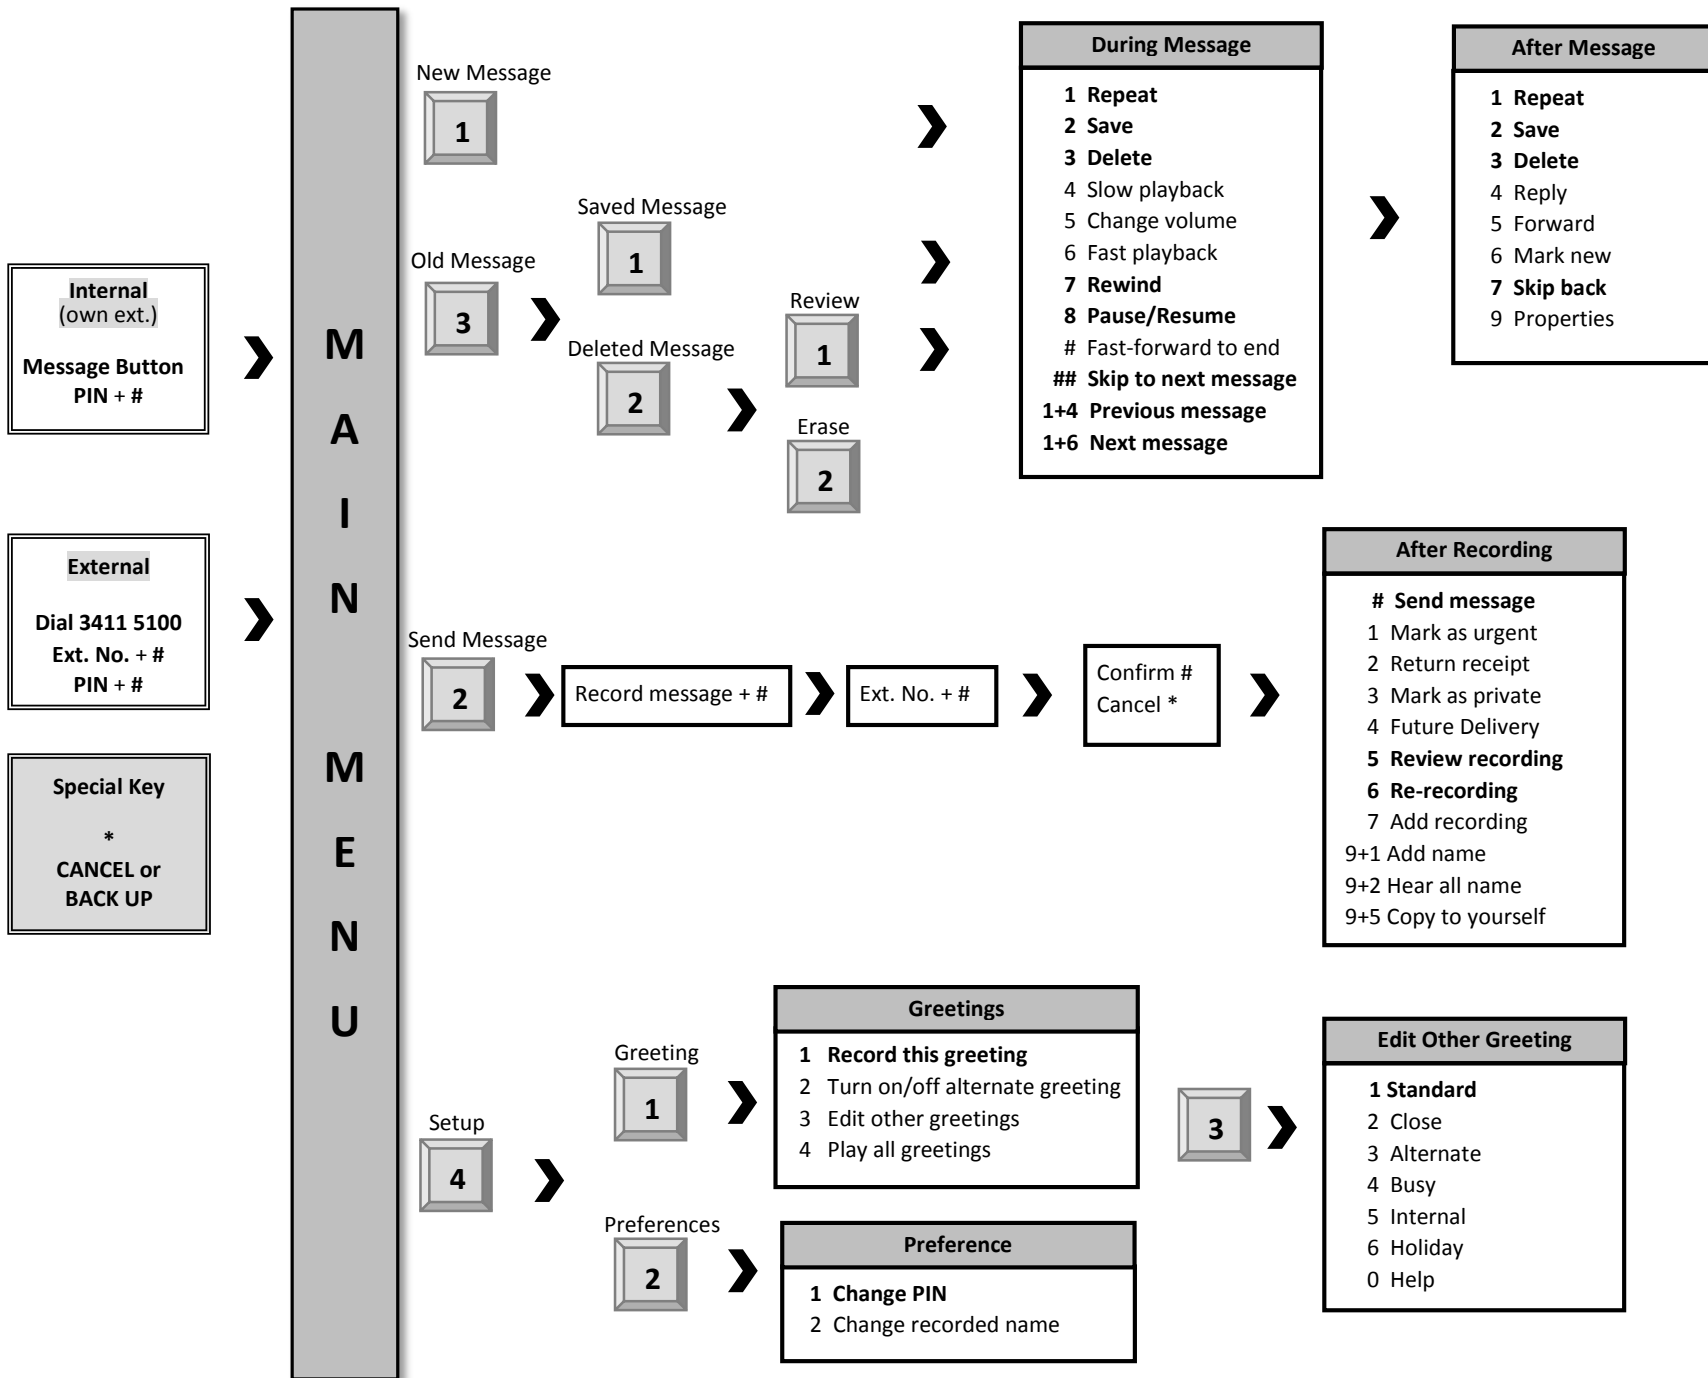 Internal
(own ext.)
Message Button
PIN + #
External
Dial 3411 5100
Ext. No. + #
PIN + #
Special Key
*
CANCEL or
BACK UP
M
A
I
N
M
E
N
U
New Message
1
Old Message
3
Saved Message
1
Deleted Message
2
Review
1
Erase
2
During Message
1 Repeat
2 Save
3 Delete
4 Slow playback
5 Change volume
6 Fast playback
7 Rewind
8 Pause/Resume
# Fast-forward to end
## Skip to next message
1+4 Previous message
1+6 Next message
After Message
1 Repeat
2 Save
3 Delete
4 Reply
5 Forward
6 Mark new
7 Skip back
9 Properties
Send Message
2
Record message + #
Ext. No. + #
Confirm #
Cancel *
After Recording
# Send message
1 Mark as urgent
2 Return receipt
3 Mark as private
4 Future Delivery
5 Review recording
6 Re-recording
7 Add recording
9+1 Add name
9+2 Hear all name
9+5 Copy to yourself
Setup
4
Greeting
1
Greetings
1 Record this greeting
2 Turn on/off alternate greeting
3 Edit other greetings
4 Play all greetings
3
Edit Other Greeting
1 Standard
2 Close
3 Alternate
4 Busy
5 Internal
6 Holiday
0 Help
Preferences
2
Preference
1 Change PIN
2 Change recorded name